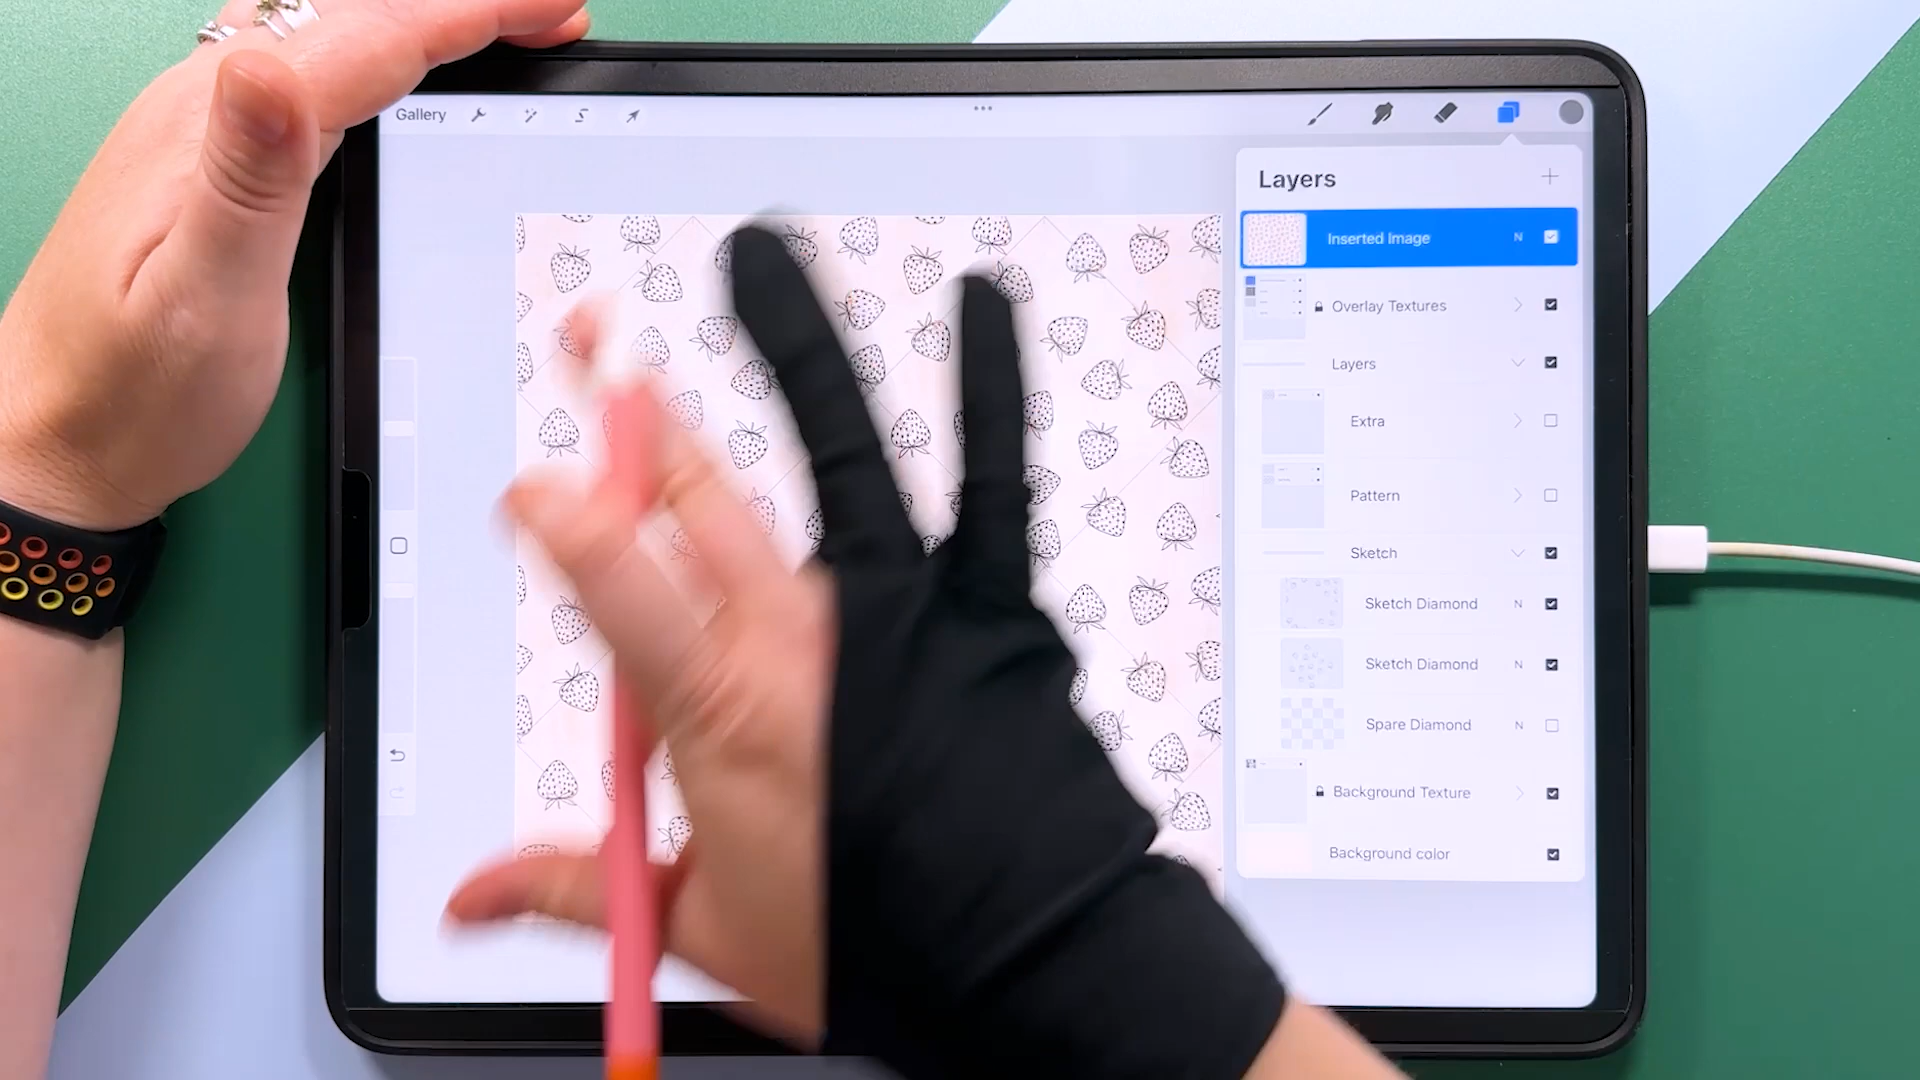 Gallery
Layers
Inserted Image N
Overlay Textures
Layers
Extra
Pattern
Sketch
Sketch Diamond N
Sketch Diamond N
Spare Diamond N
Background Texture
Background color